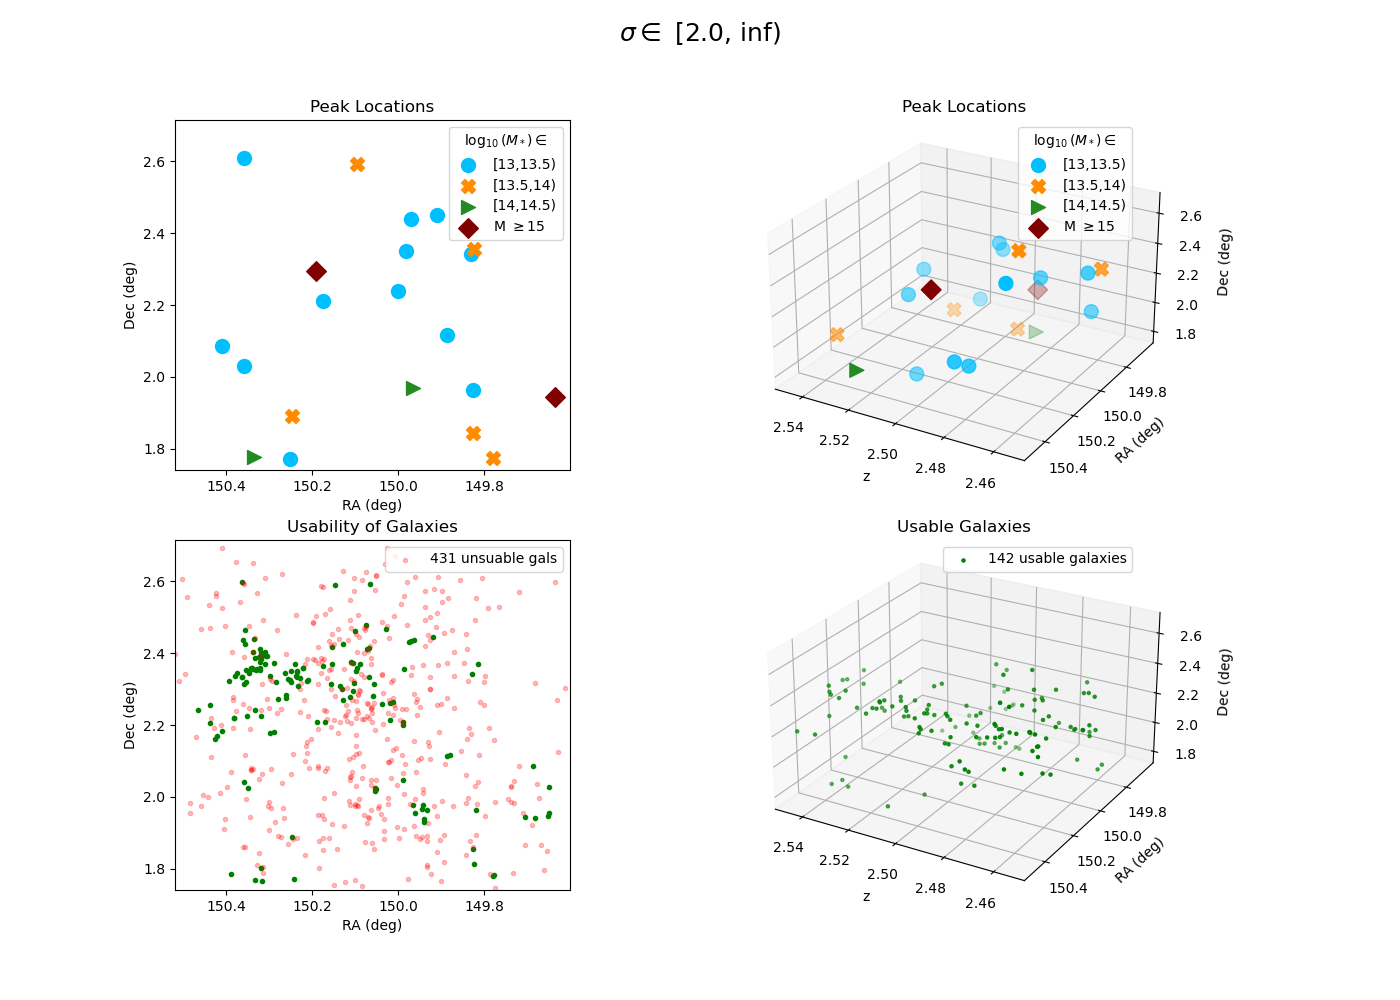 σ ∈ [2.0, inf)
Peak Locations
log₁₀(M*) ∈
[13,13.5)
[13.5,14)
[14,14.5)
M ≥15
2.6
2.4
2.2
2.0
1.8
Dec (deg)
150.4 150.2 150.0 149.8
RA (deg)
Peak Locations
log₁₀(M*) ∈
[13,13.5)
[13.5,14)
[14,14.5)
M ≥15
2.6
2.4
2.2
2.0
1.8
Dec (deg)
149.8
150.0
150.2
150.4
RA (deg)
2.54
2.52
2.50
2.48
2.46
z
Usability of Galaxies
431 unsuable gals
2.6
2.4
2.2
2.0
1.8
Dec (deg)
150.4 150.2 150.0 149.8
RA (deg)
Usable Galaxies
142 usable galaxies
2.6
2.4
2.2
2.0
1.8
Dec (deg)
149.8
150.0
150.2
150.4
RA (deg)
2.54
2.52
2.50
2.48
2.46
z